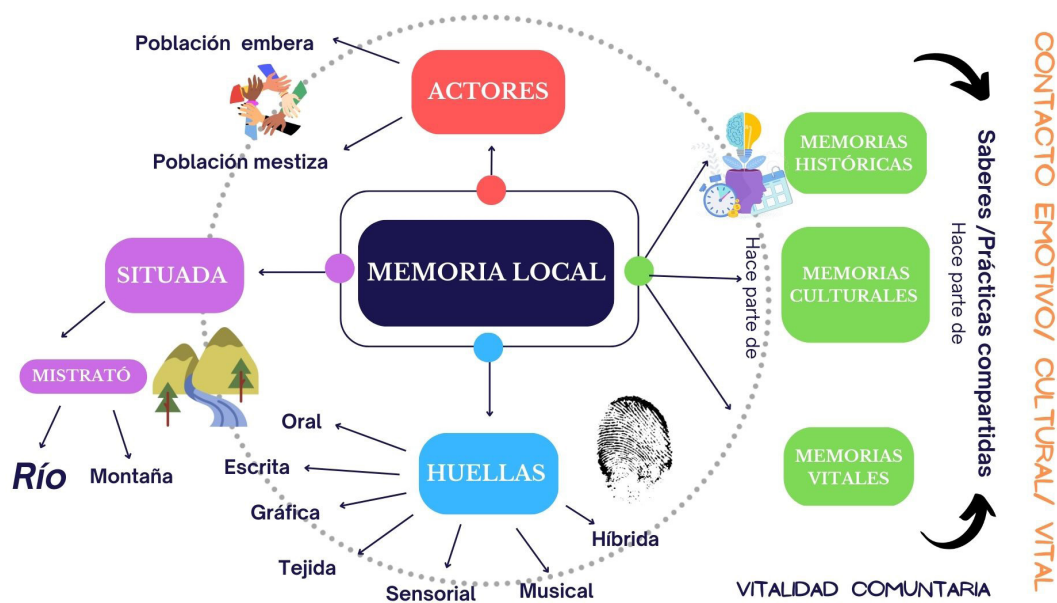 Población embera
ACTORES
Población mestiza
MEMORIA LOCAL
SITUADA
MISTRATÓ
Río
Montaña
HUELLAS
Oral
Escrita
Gráfica
Tejida
Sensorial
Musical
Híbrida
Hace parte de
MEMORIAS
HISTÓRICAS
MEMORIAS
CULTURALES
MEMORIAS
VITALES
Hace parte de
Saberes /Prácticas compartidas
CONTACTO EMOTIVO/ CULTURAL/ VITAL
VITALIDAD COMUNTARIA